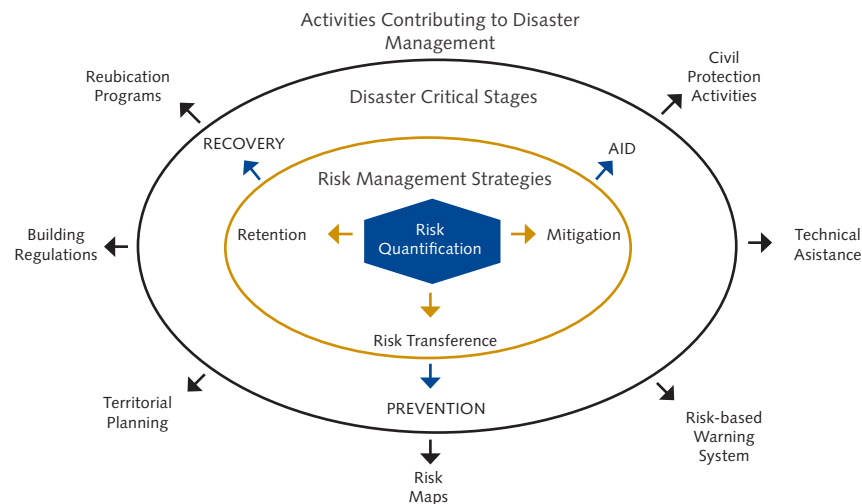 Activities Contributing to Disaster
Management
Reubication
Programs
Civil
Protection
Activities
Disaster Critical Stages
RECOVERY
AID
Risk Management Strategies
Building
Regulations
Retention
Risk
Quantification
Mitigation
Technical
Asistance
Risk Transference
Territorial
Planning
PREVENTION
Risk-based
Warning
System
Risk
Maps